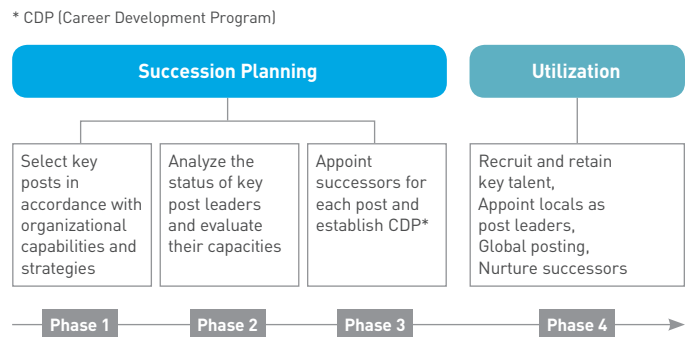 * CDP (Career Development Program)
Succession Planning
Utilization
Select key
posts in
accordance with
organizational
capabilities and
strategies
Analyze the
status of key
post leaders
and evaluate
their capacities
Appoint
successors for
each post and
establish CDP*
Recruit and retain
key talent,
Appoint locals as
post leaders,
Global posting,
Nurture successors
Phase 1
Phase 2
Phase 3
Phase 4